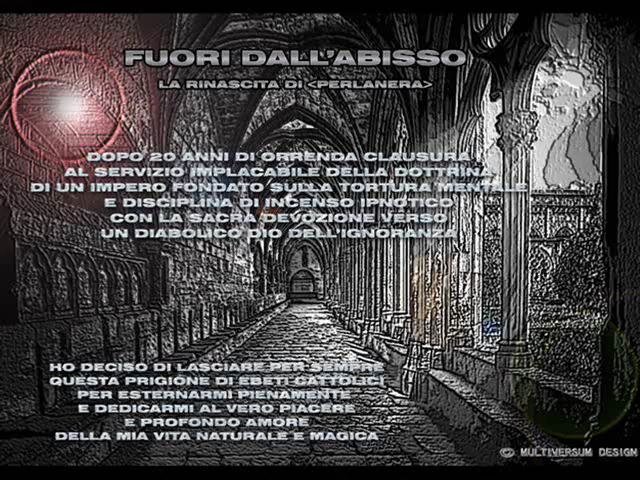 FUORI DALL'ABISSO
LA RINASCITA DI <PERLANERA>
DOPO 20 ANNI DI ORRENDA CLAUSURA
AL SERVIZIO IMPLACABILE DELLA DOTTRINA
DI UN IMPERO FONDATO SULLA TORTURA MENTALE
E DISCIPLINA DI INCENSO IPNOTICO
CON LA SACRA DEVOZIONE VERSO
UN DIABOLICO DIO DELL'IGNORANZA
HO DECISO DI LASCIARE PER SEMPRE
QUESTA PRIGIONE DI EBETI CATTOLICI
PER ESTERNARMI PIENAMENTE
E DEDICARMI AL VERO PIACERE
E PROFONDO AMORE
DELLA MIA VITA NATURALE E MAGICA
© MULTIVERSUM DESIGN